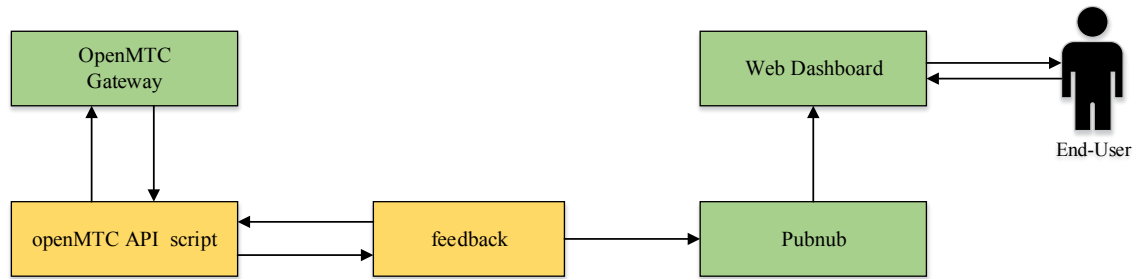 OpenMTC
Gateway
Web Dashboard
End-User
openMTC API  script
feedback
Pubnub